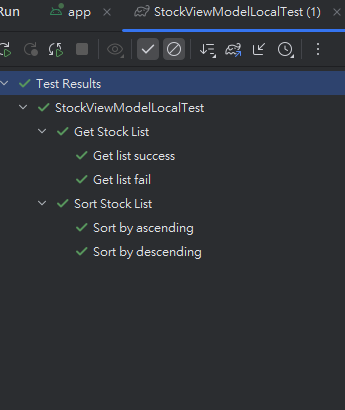 Run app StockViewModelLocalTest (1)
Test Results
StockViewModelLocalTest
Get Stock List
Get list success
Get list fail
Sort Stock List
Sort by ascending
Sort by descending